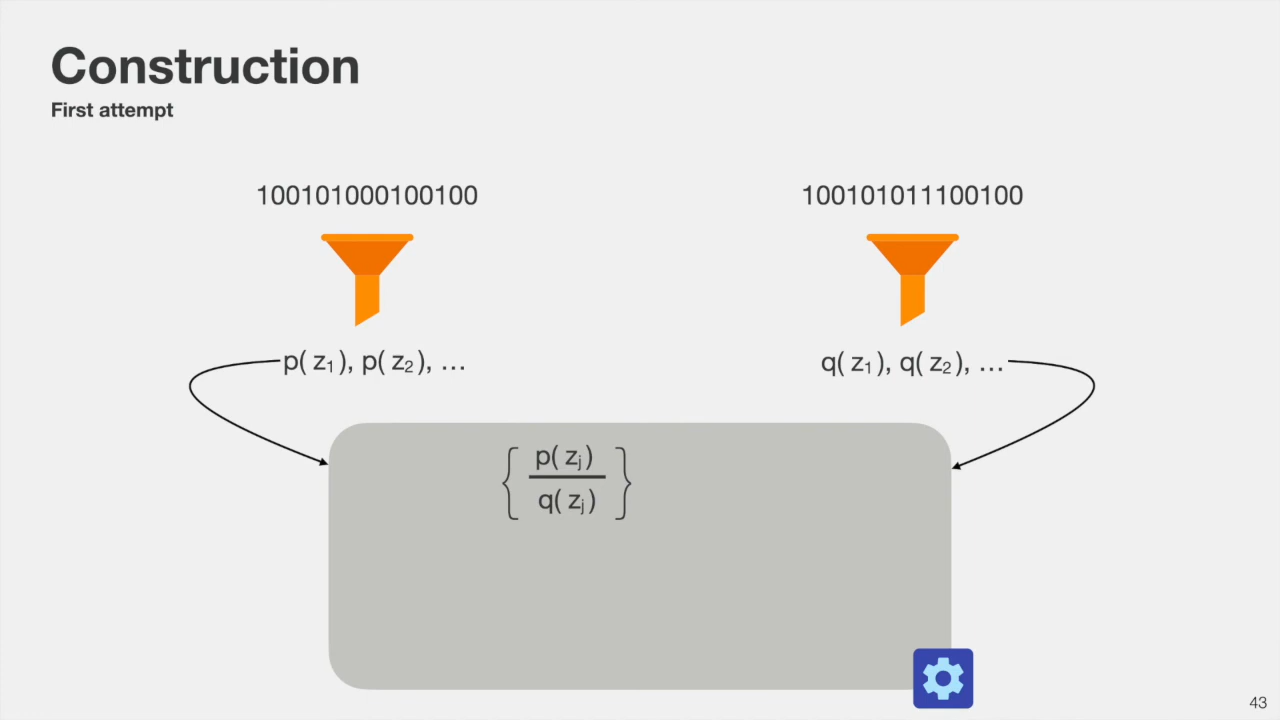 Construction
First attempt
100101000100100
100101011100100
p( z₁), p( z₂), …
q( z₁), q( z₂), …
{ p( zⱼ) / q( zⱼ) }
43